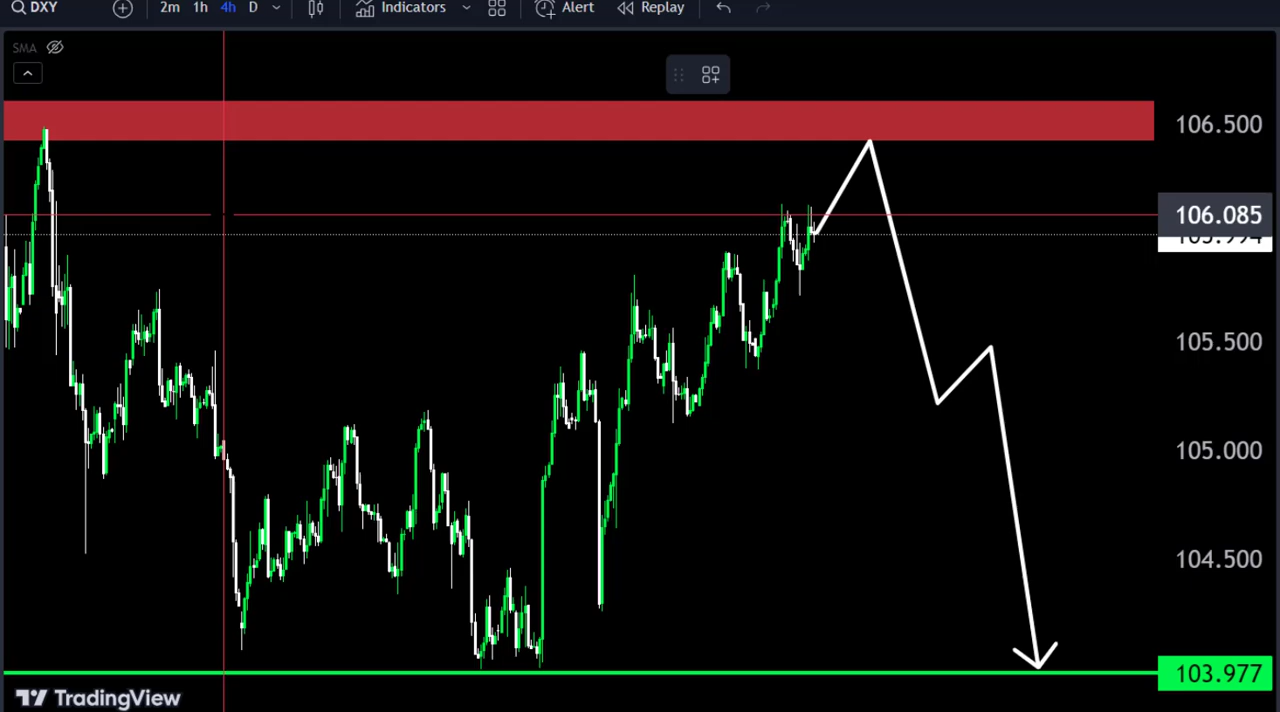 DXY 2m 1h 4h D Indicators Alert Replay
SMA
106.500
106.085
105.500
105.000
104.500
103.977
TradingView